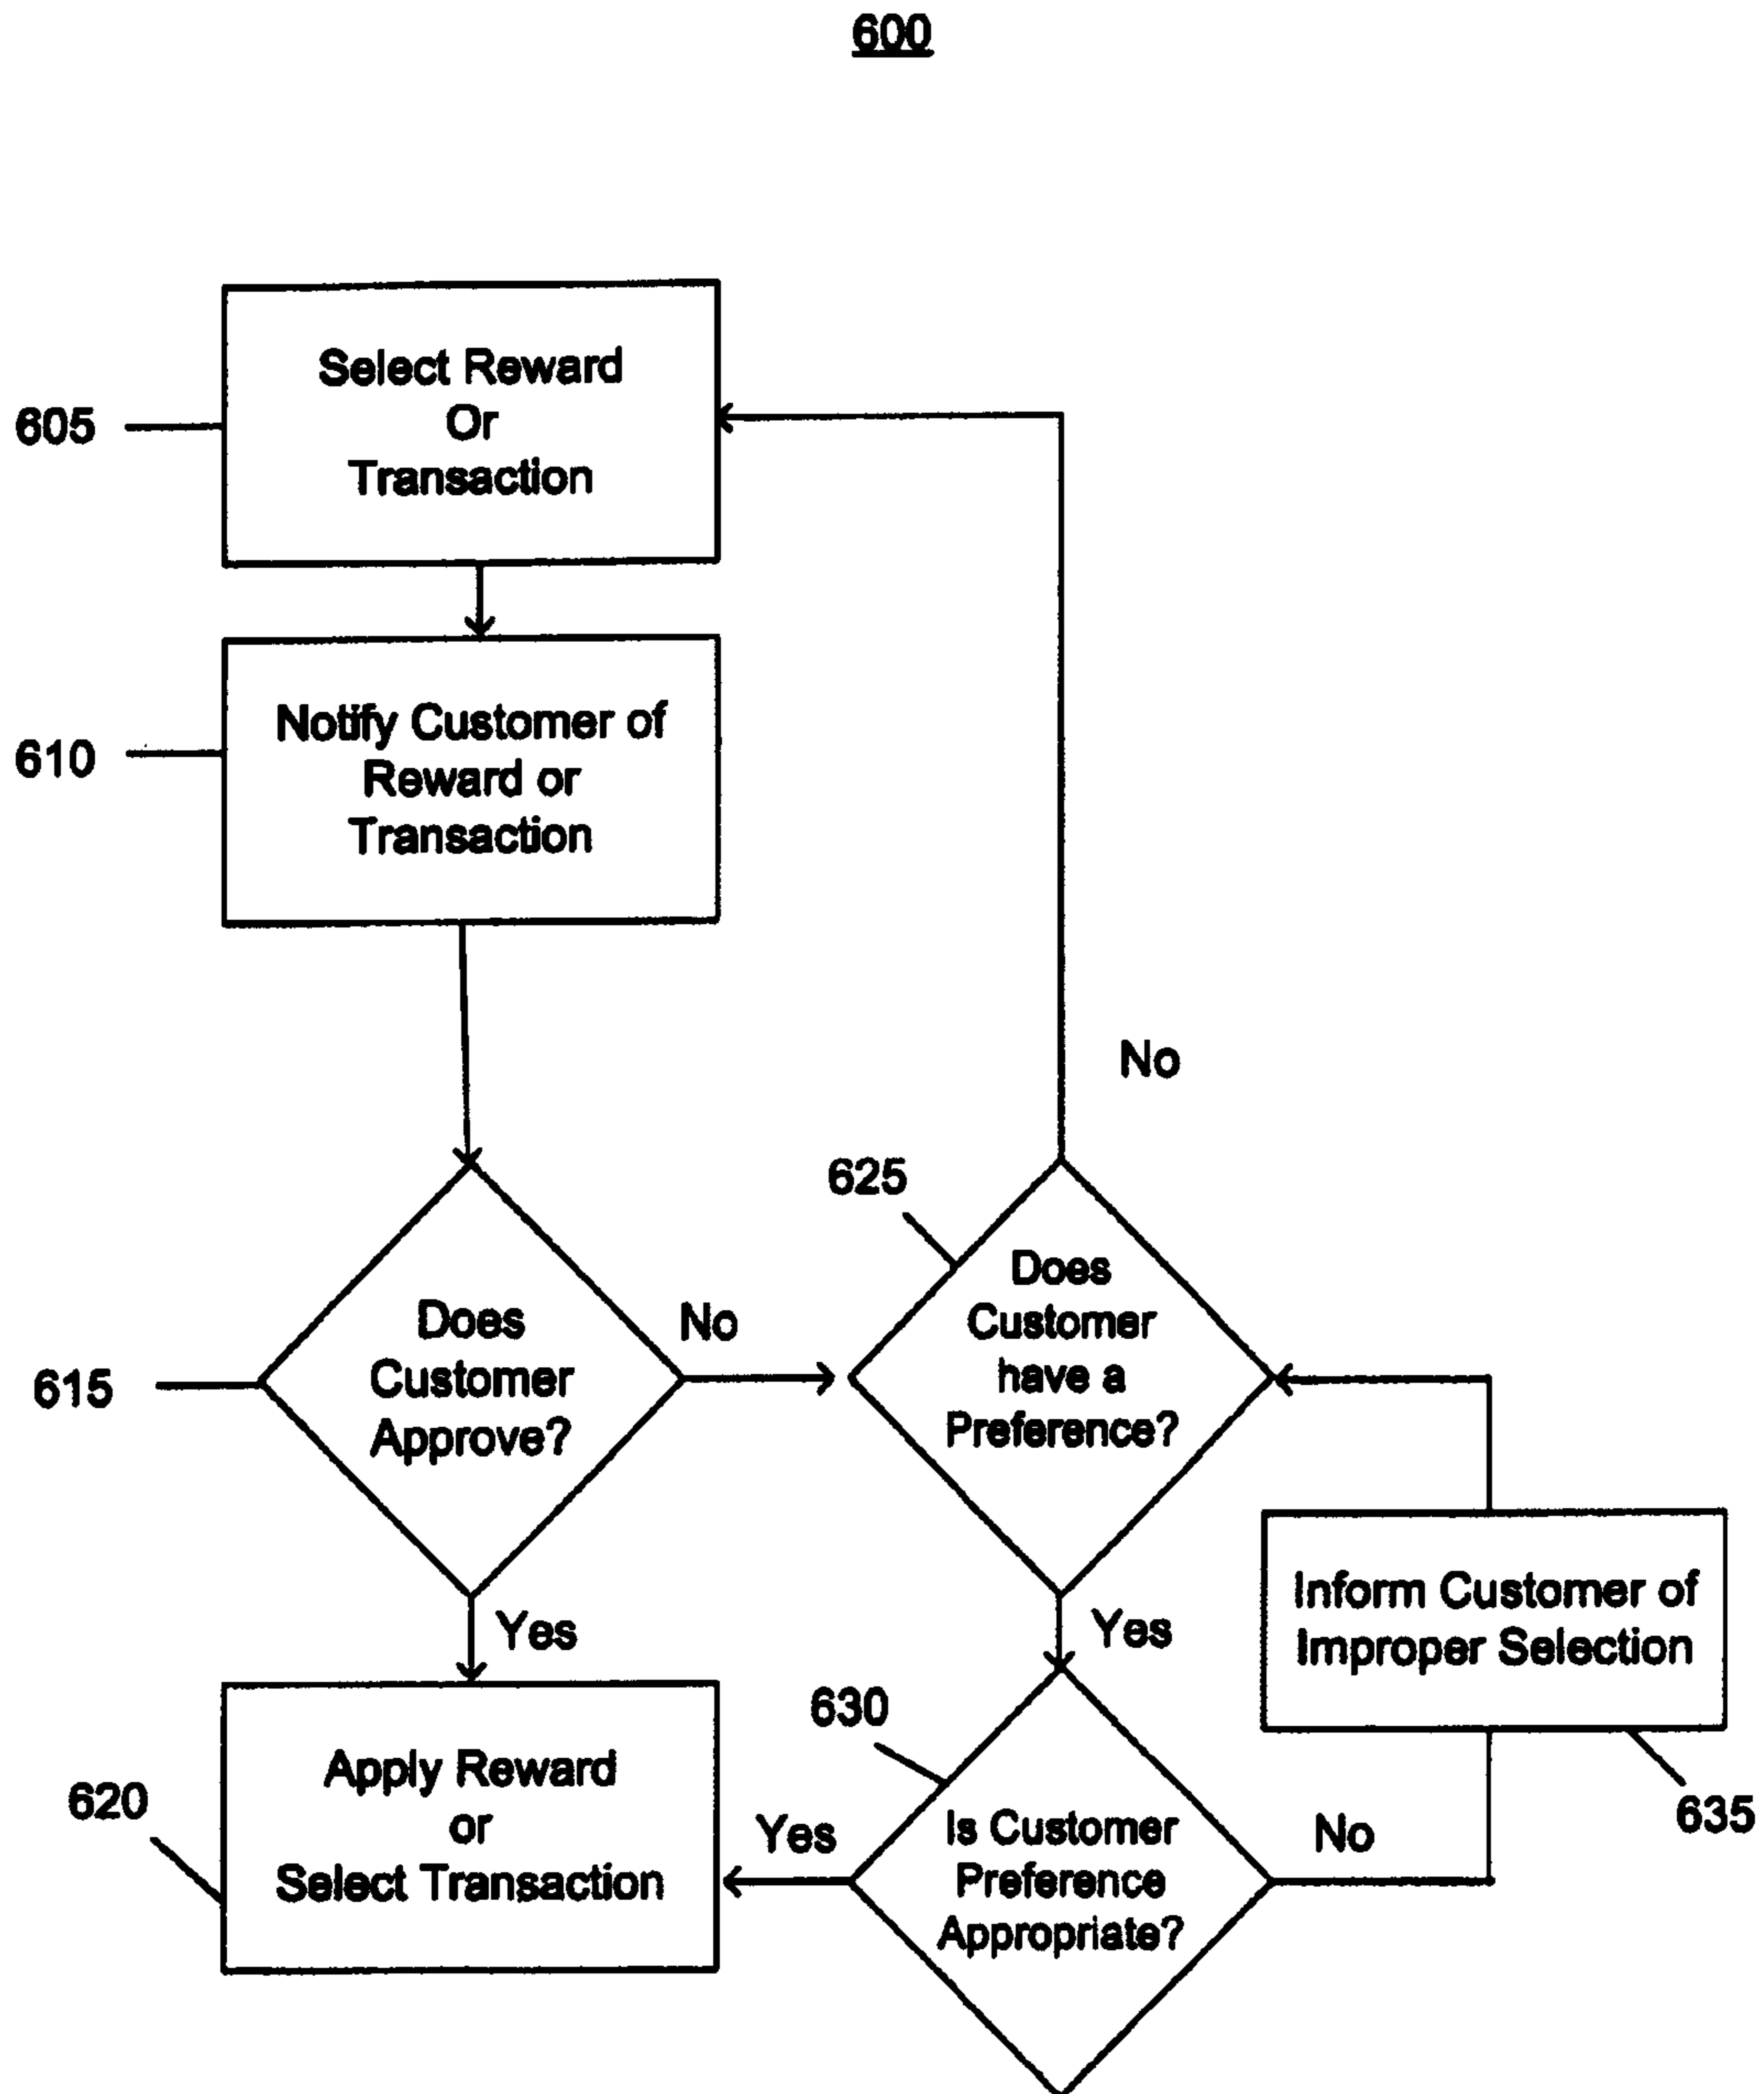 600
605
Select Reward
Or
Transaction
610
Notify Customer of
Reward or
Transaction
No
625
615
Does
Customer
Approve?
No
Does
Customer
have a
Preference?
Yes
Yes
Inform Customer of
Improper Selection
635
630
620
Apply Reward
or
Select Transaction
Yes
Is Customer
Preference
Appropriate?
No